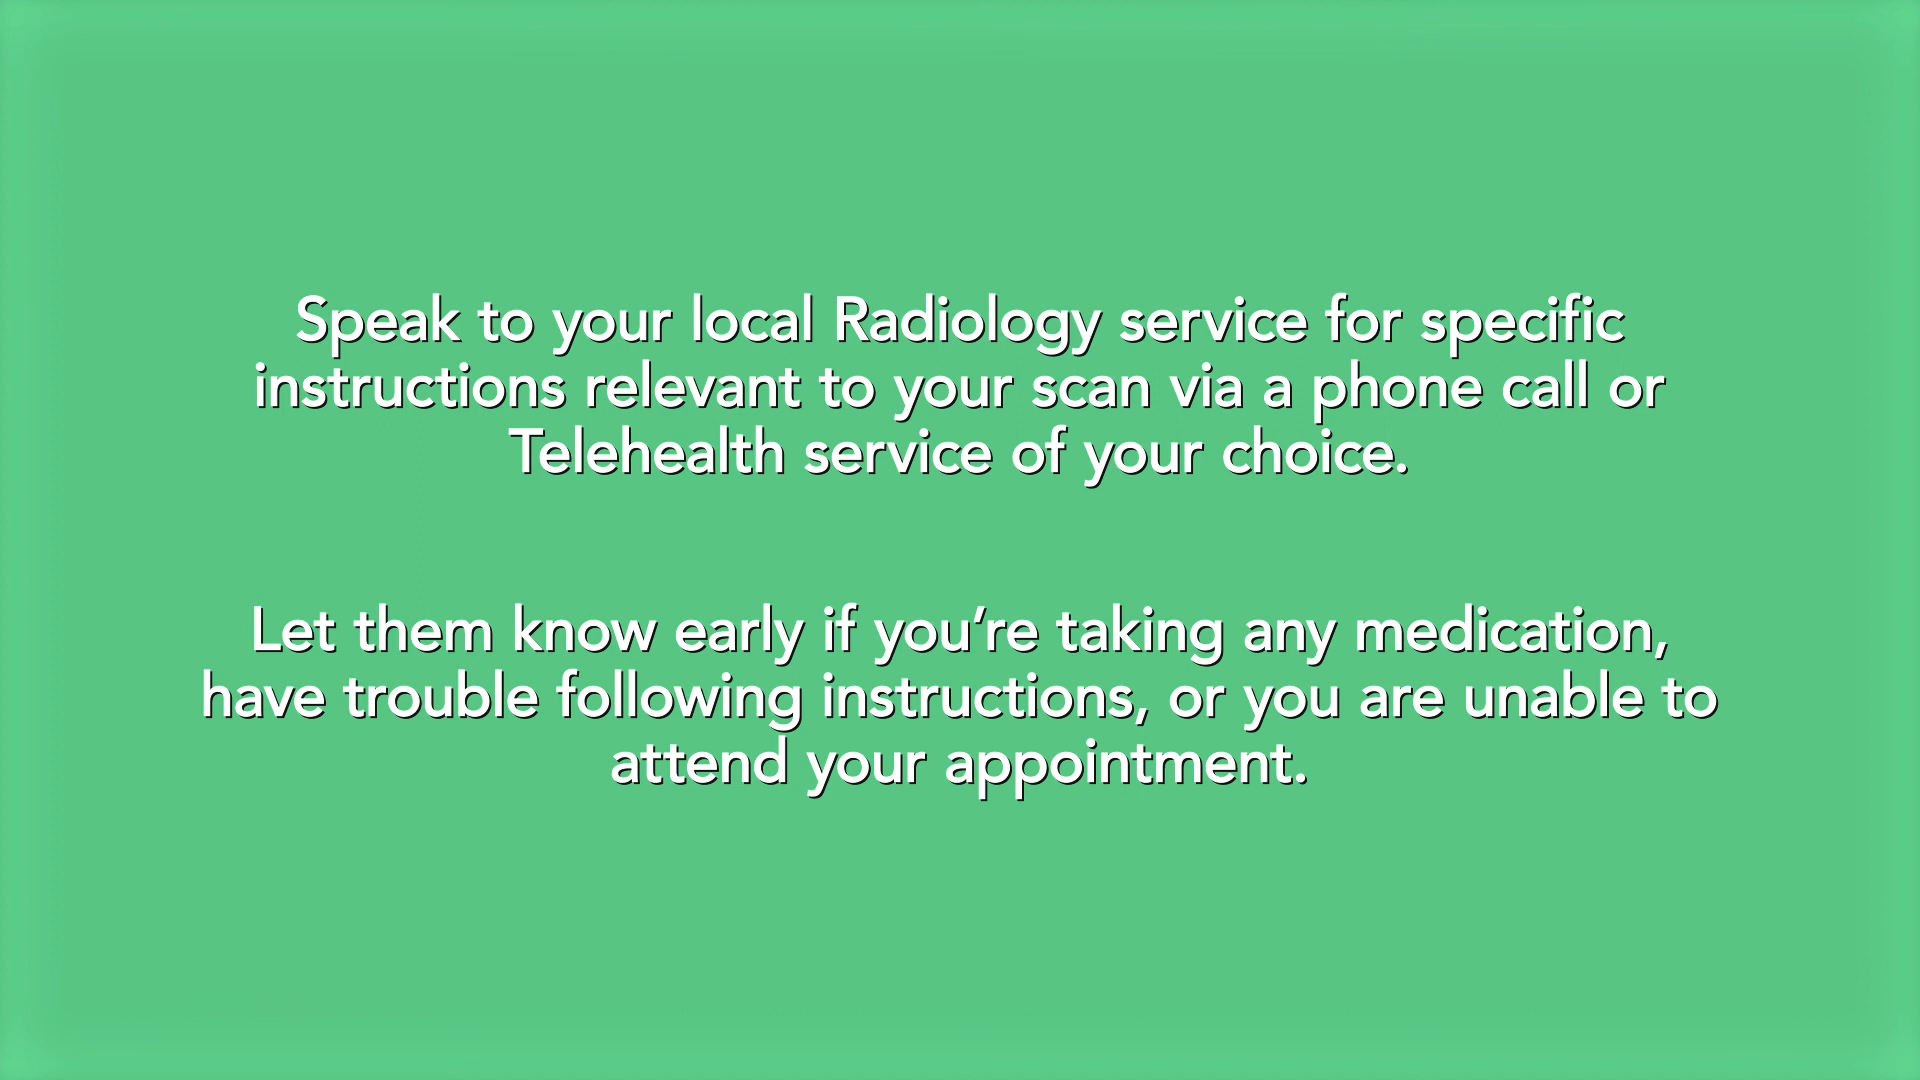 Speak to your local Radiology service for specific
instructions relevant to your scan via a phone call or
Telehealth service of your choice.
Let them know early if you’re taking any medication,
have trouble following instructions, or you are unable to
attend your appointment.